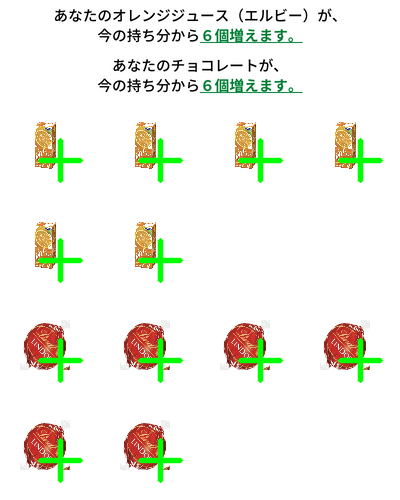 あなたのオレンジジュース（エルビー）が、
今の持ち分から６個増えます。
あなたのチョコレートが、
今の持ち分から６個増えます。